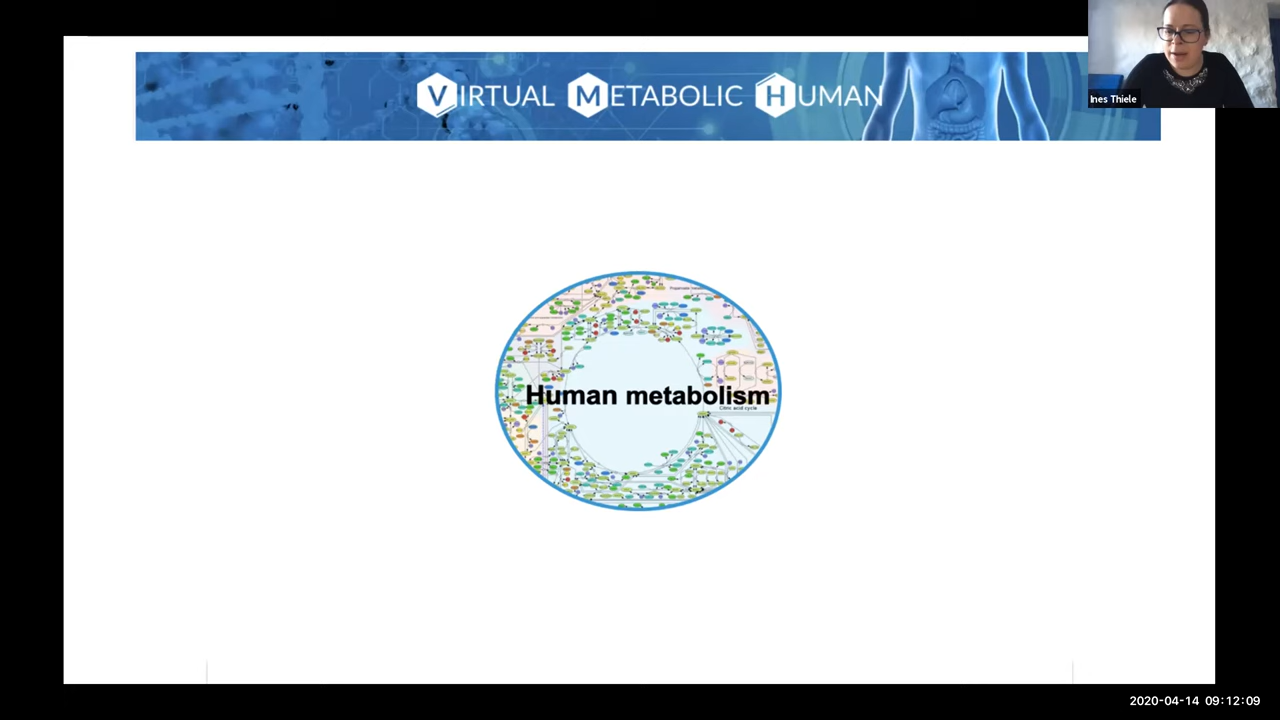 VIRTUAL METABOLIC HUMAN
Ines Thiele
Human metabolism
Citric acid cycle
2020-04-14 09:12:09